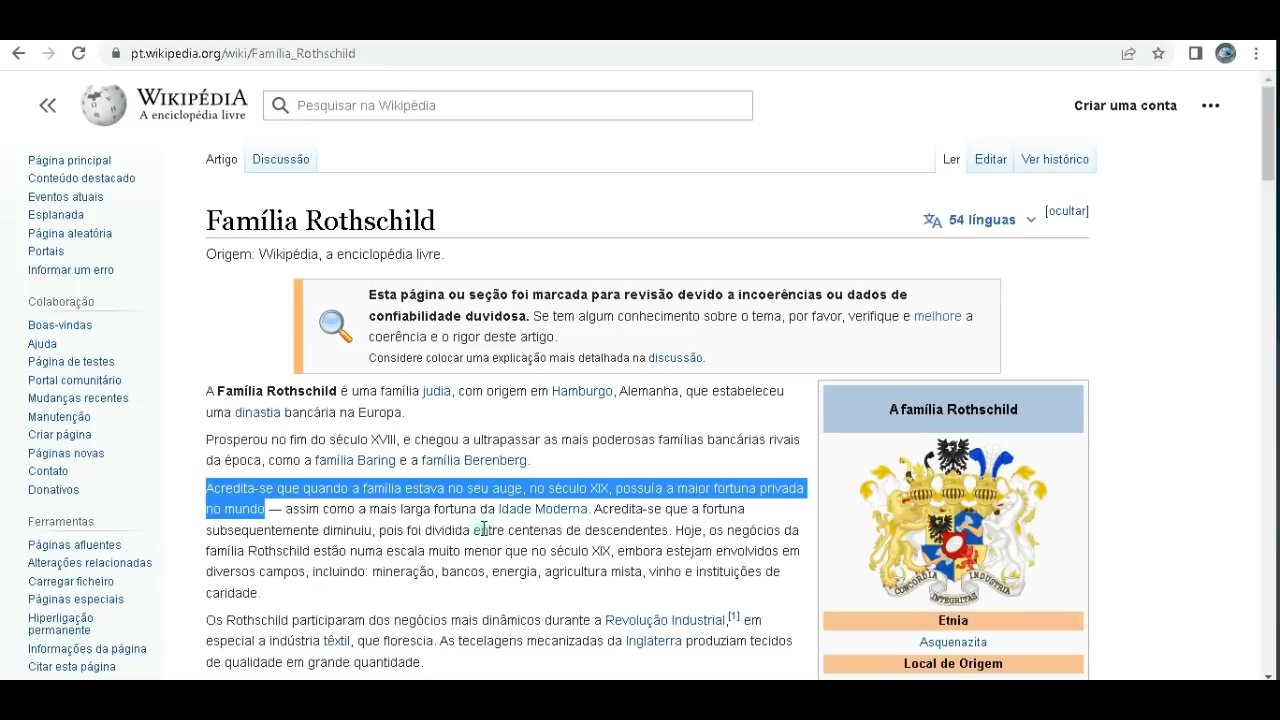 pt.wikipedia.org/wiki/Família_Rothschild
WIKIPÉDIA
A enciclopédia livre
Pesquisar na Wikipédia
Criar uma conta
Página principal
Conteúdo destacado
Eventos atuais
Esplanada
Página aleatória
Portais
Informar um erro
Colaboração
Boas-vindas
Ajuda
Página de testes
Portal comunitário
Mudanças recentes
Manutenção
Criar página
Páginas novas
Contato
Donativos
Ferramentas
Páginas afluentes
Alterações relacionadas
Carregar ficheiro
Páginas especiais
Hiperligação
permanente
Informações da página
Citar esta página
Artigo Discussão
Ler Editar Ver histórico
Família Rothschild
54 línguas
[ocultar]
Origem: Wikipédia, a enciclopédia livre.
Esta página ou seção foi marcada para revisão devido a incoerências ou dados de
confiabilidade duvidosa. Se tem algum conhecimento sobre o tema, por favor, verifique e melhore a
coerência e o rigor deste artigo.
Considere colocar uma explicação mais detalhada na discussão.
A Família Rothschild é uma família judia, com origem em Hamburgo, Alemanha, que estabeleceu
uma dinastia bancária na Europa.
Prosperou no fim do século XVIII, e chegou a ultrapassar as mais poderosas famílias bancárias rivais
da época, como a família Baring e a família Berenberg.
Acredita-se que quando a família estava no seu auge, no século XIX, possuía a maior fortuna privada
no mundo — assim como a mais larga fortuna da Idade Moderna. Acredita-se que a fortuna
subsequentemente diminuiu, pois foi dividida entre centenas de descendentes. Hoje, os negócios da
família Rothschild estão numa escala muito menor que no século XIX, embora estejam envolvidos em
diversos campos, incluindo: mineração, bancos, energia, agricultura mista, vinho e instituições de
caridade.
Os Rothschild participaram dos negócios mais dinâmicos durante a Revolução Industrial,[1] em
especial a indústria têxtil, que florescia. As tecelagens mecanizadas da Inglaterra produziam tecidos
de qualidade em grande quantidade.
A família Rothschild
CONCORDIA
INTEGRITAS
INDUSTRIA
Etnia
Asquenazita
Local de Origem